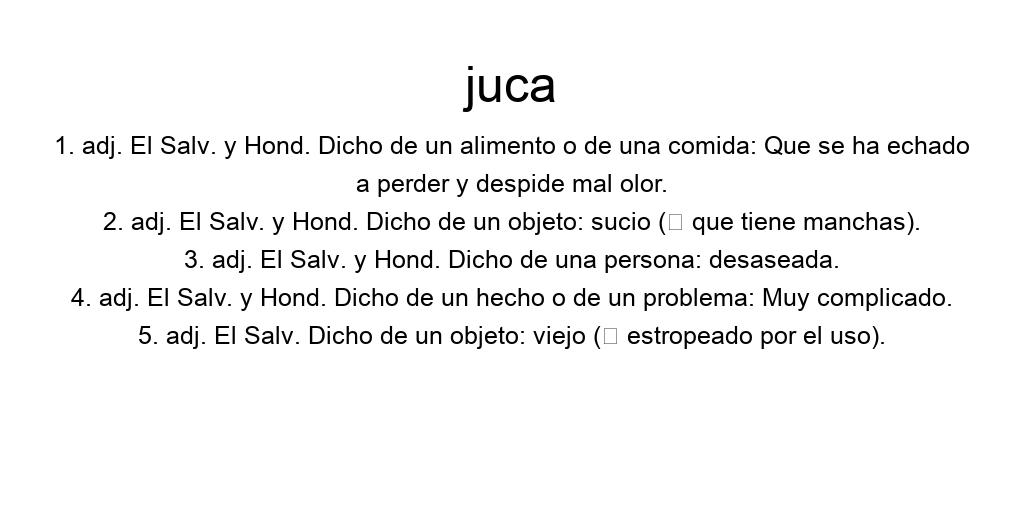 juca
1. adj. El Salv. y Hond. Dicho de un alimento o de una comida: Que se ha echado
a perder y despide mal olor.
2. adj. El Salv. y Hond. Dicho de un objeto: sucio (▯ que tiene manchas).
3. adj. El Salv. y Hond. Dicho de una persona: desaseada.
4. adj. El Salv. y Hond. Dicho de un hecho o de un problema: Muy complicado.
5. adj. El Salv. Dicho de un objeto: viejo (▯ estropeado por el uso).